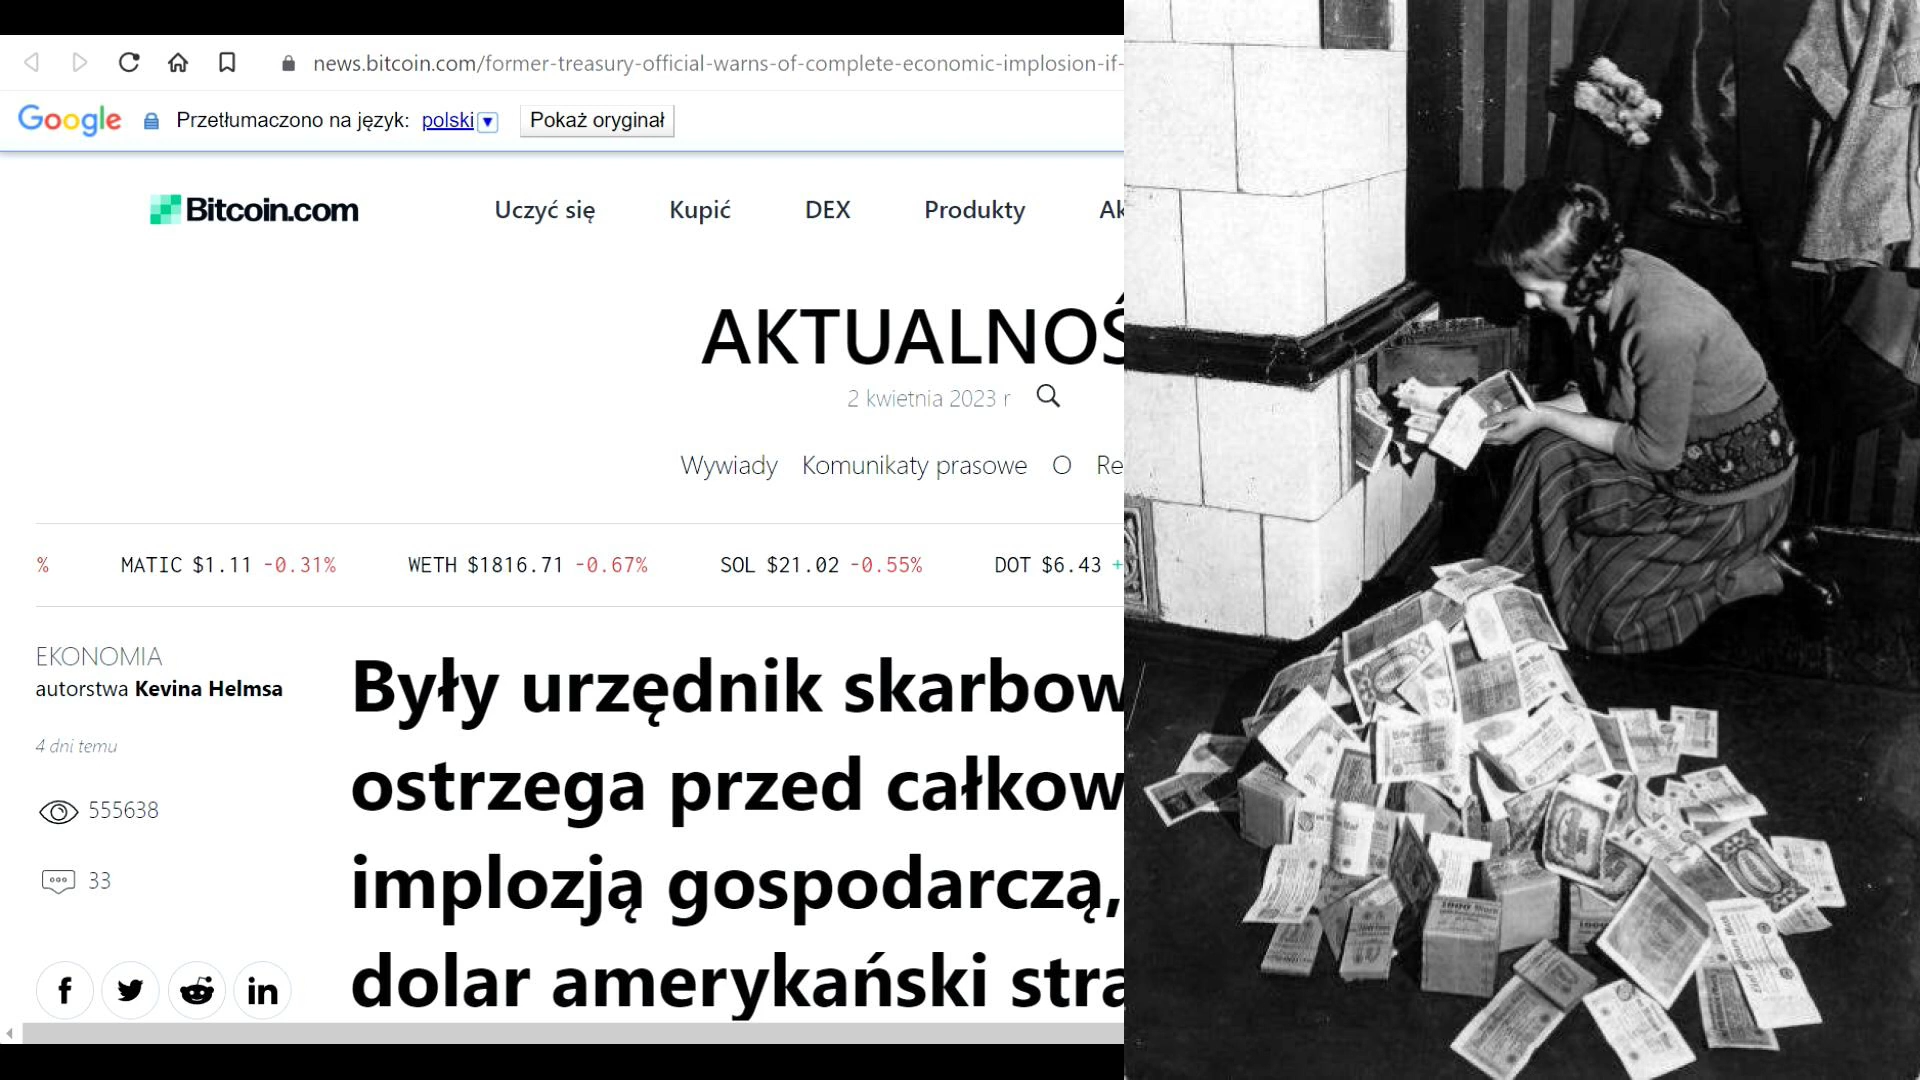 news.bitcoin.com/former-treasury-official-warns-of-complete-economic-implosion-if-
Google Przetłumaczono na język: polski Pokaż oryginał
Bitcoin.com Uczyć się Kupić DEX Produkty Ak
AKTUALNOŚ
2 kwietnia 2023 r
Wywiady Komunikaty prasowe O Re
% MATIC $1.11 -0.31% WETH $1816.71 -0.67% SOL $21.02 -0.55% DOT $6.43 +
EKONOMIA
autorstwa Kevina Helmsa
4 dni temu
555638
33
Były urzędnik skarbow
ostrzega przed całkow
implozją gospodarczą,
dolar amerykański stra